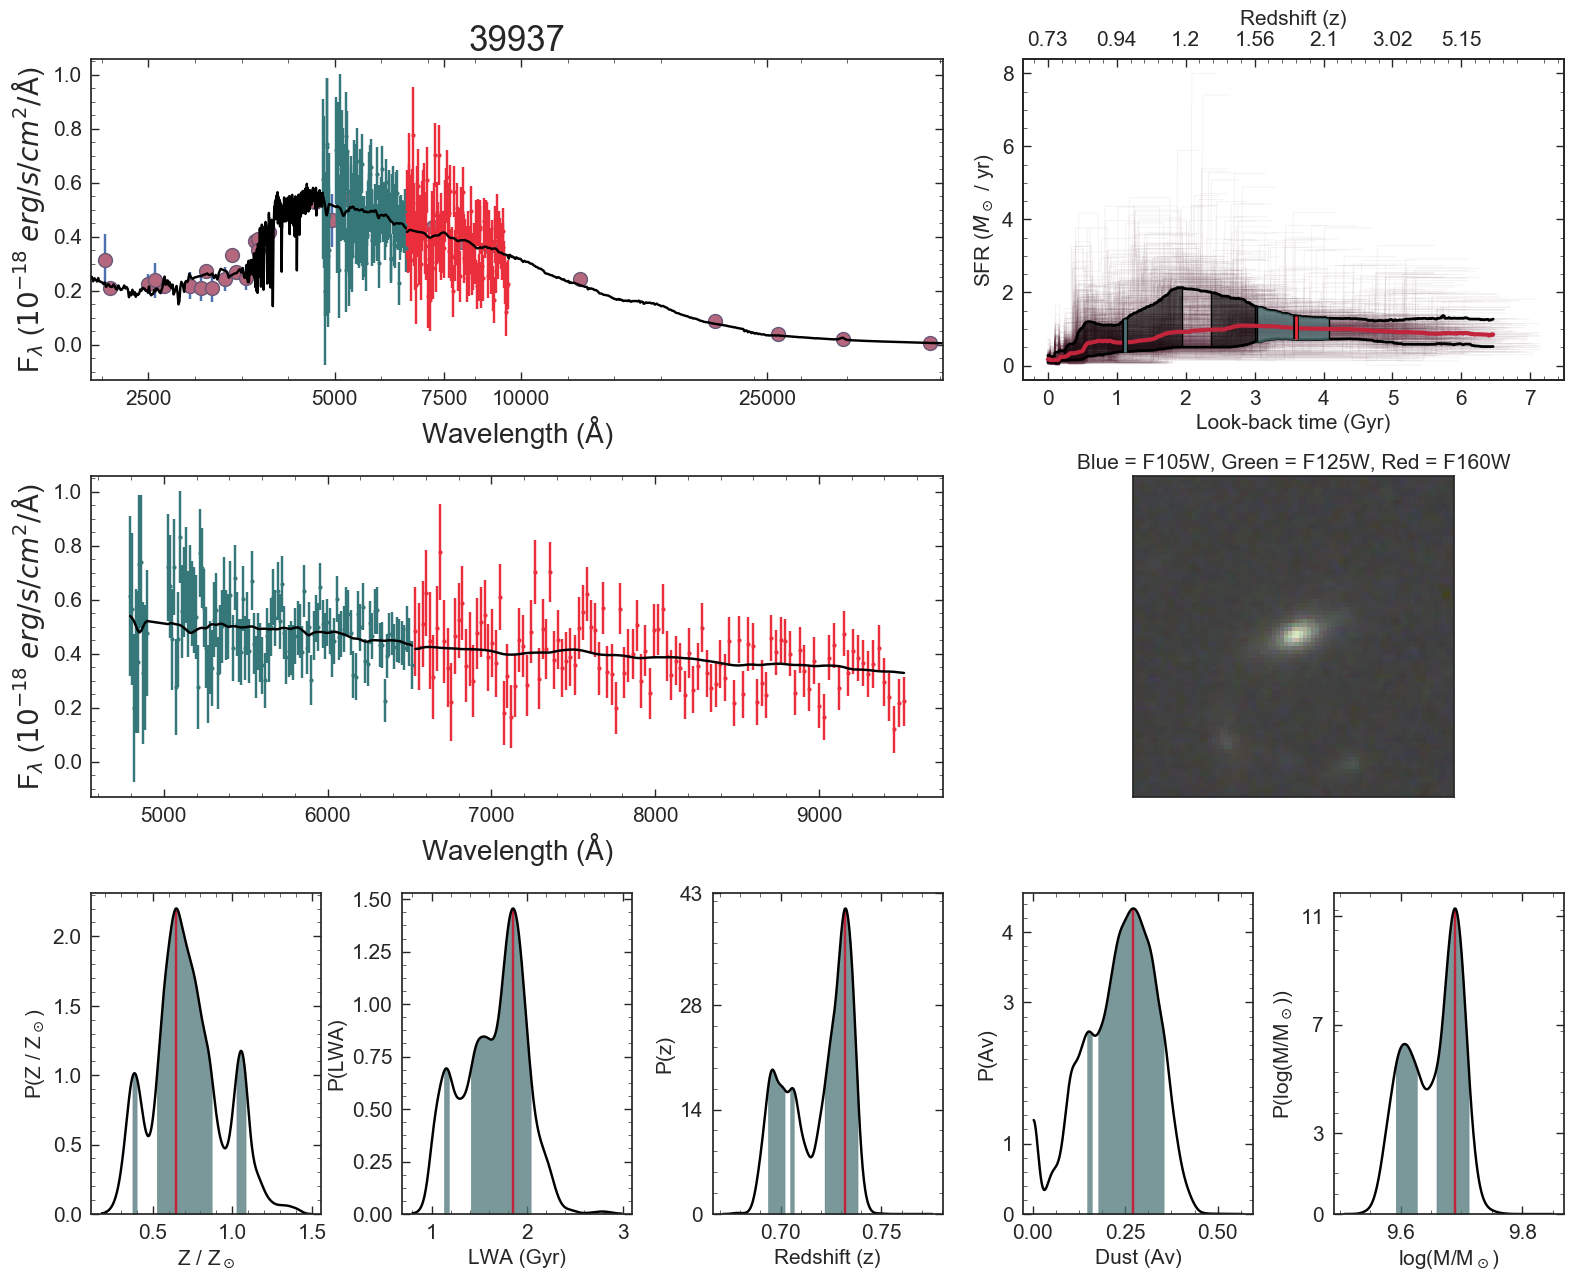 39937
1.0
0.8
0.6
0.4
0.2
0.0
F_λ (10^−18 erg/s/cm^2/Å)
2500 5000 7500 10000 25000
Wavelength (Å)
Redshift (z)
0.73 0.94 1.2 1.56 2.1 3.02 5.15
8
6
4
2
0
SFR (M_⊙ / yr)
0 1 2 3 4 5 6 7
Look-back time (Gyr)
1.0
0.8
0.6
0.4
0.2
0.0
F_λ (10^−18 erg/s/cm^2/Å)
5000 6000 7000 8000 9000
Wavelength (Å)
Blue = F105W, Green = F125W, Red = F160W
2.0
1.5
1.0
0.5
0.0
P(Z / Z_⊙)
0.5 1.0 1.5
Z / Z_⊙
1.50
1.25
1.00
0.75
0.50
0.25
0.00
P(LWA)
1 2 3
LWA (Gyr)
43
28
14
0
P(z)
0.70 0.75
Redshift (z)
4
3
1
0
P(Av)
0.00 0.25 0.50
Dust (Av)
11
7
3
0
P(log(M/M_⊙))
9.6 9.8
log(M/M_⊙)